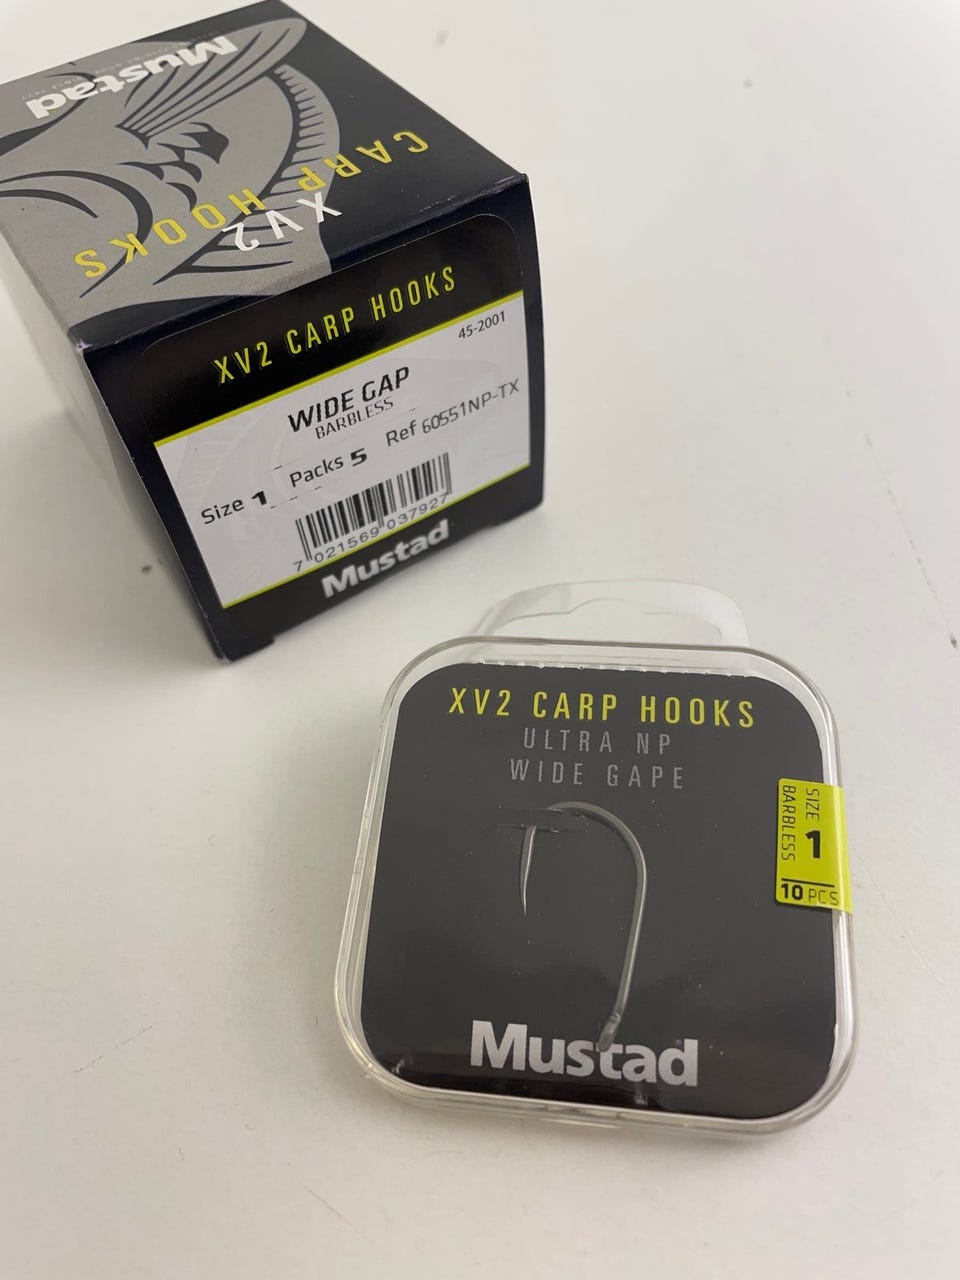 Mustad
CARP HOOKS
XV2
XV2 CARP HOOKS
45-2001
WIDE GAP
BARBLESS
Size 1 Packs 5 Ref 60551NP-TX
7 021569 037927
Mustad
XV2 CARP HOOKS
ULTRA NP
WIDE GAPE
SIZE 1
BARBLESS
10 PCS
Mustad